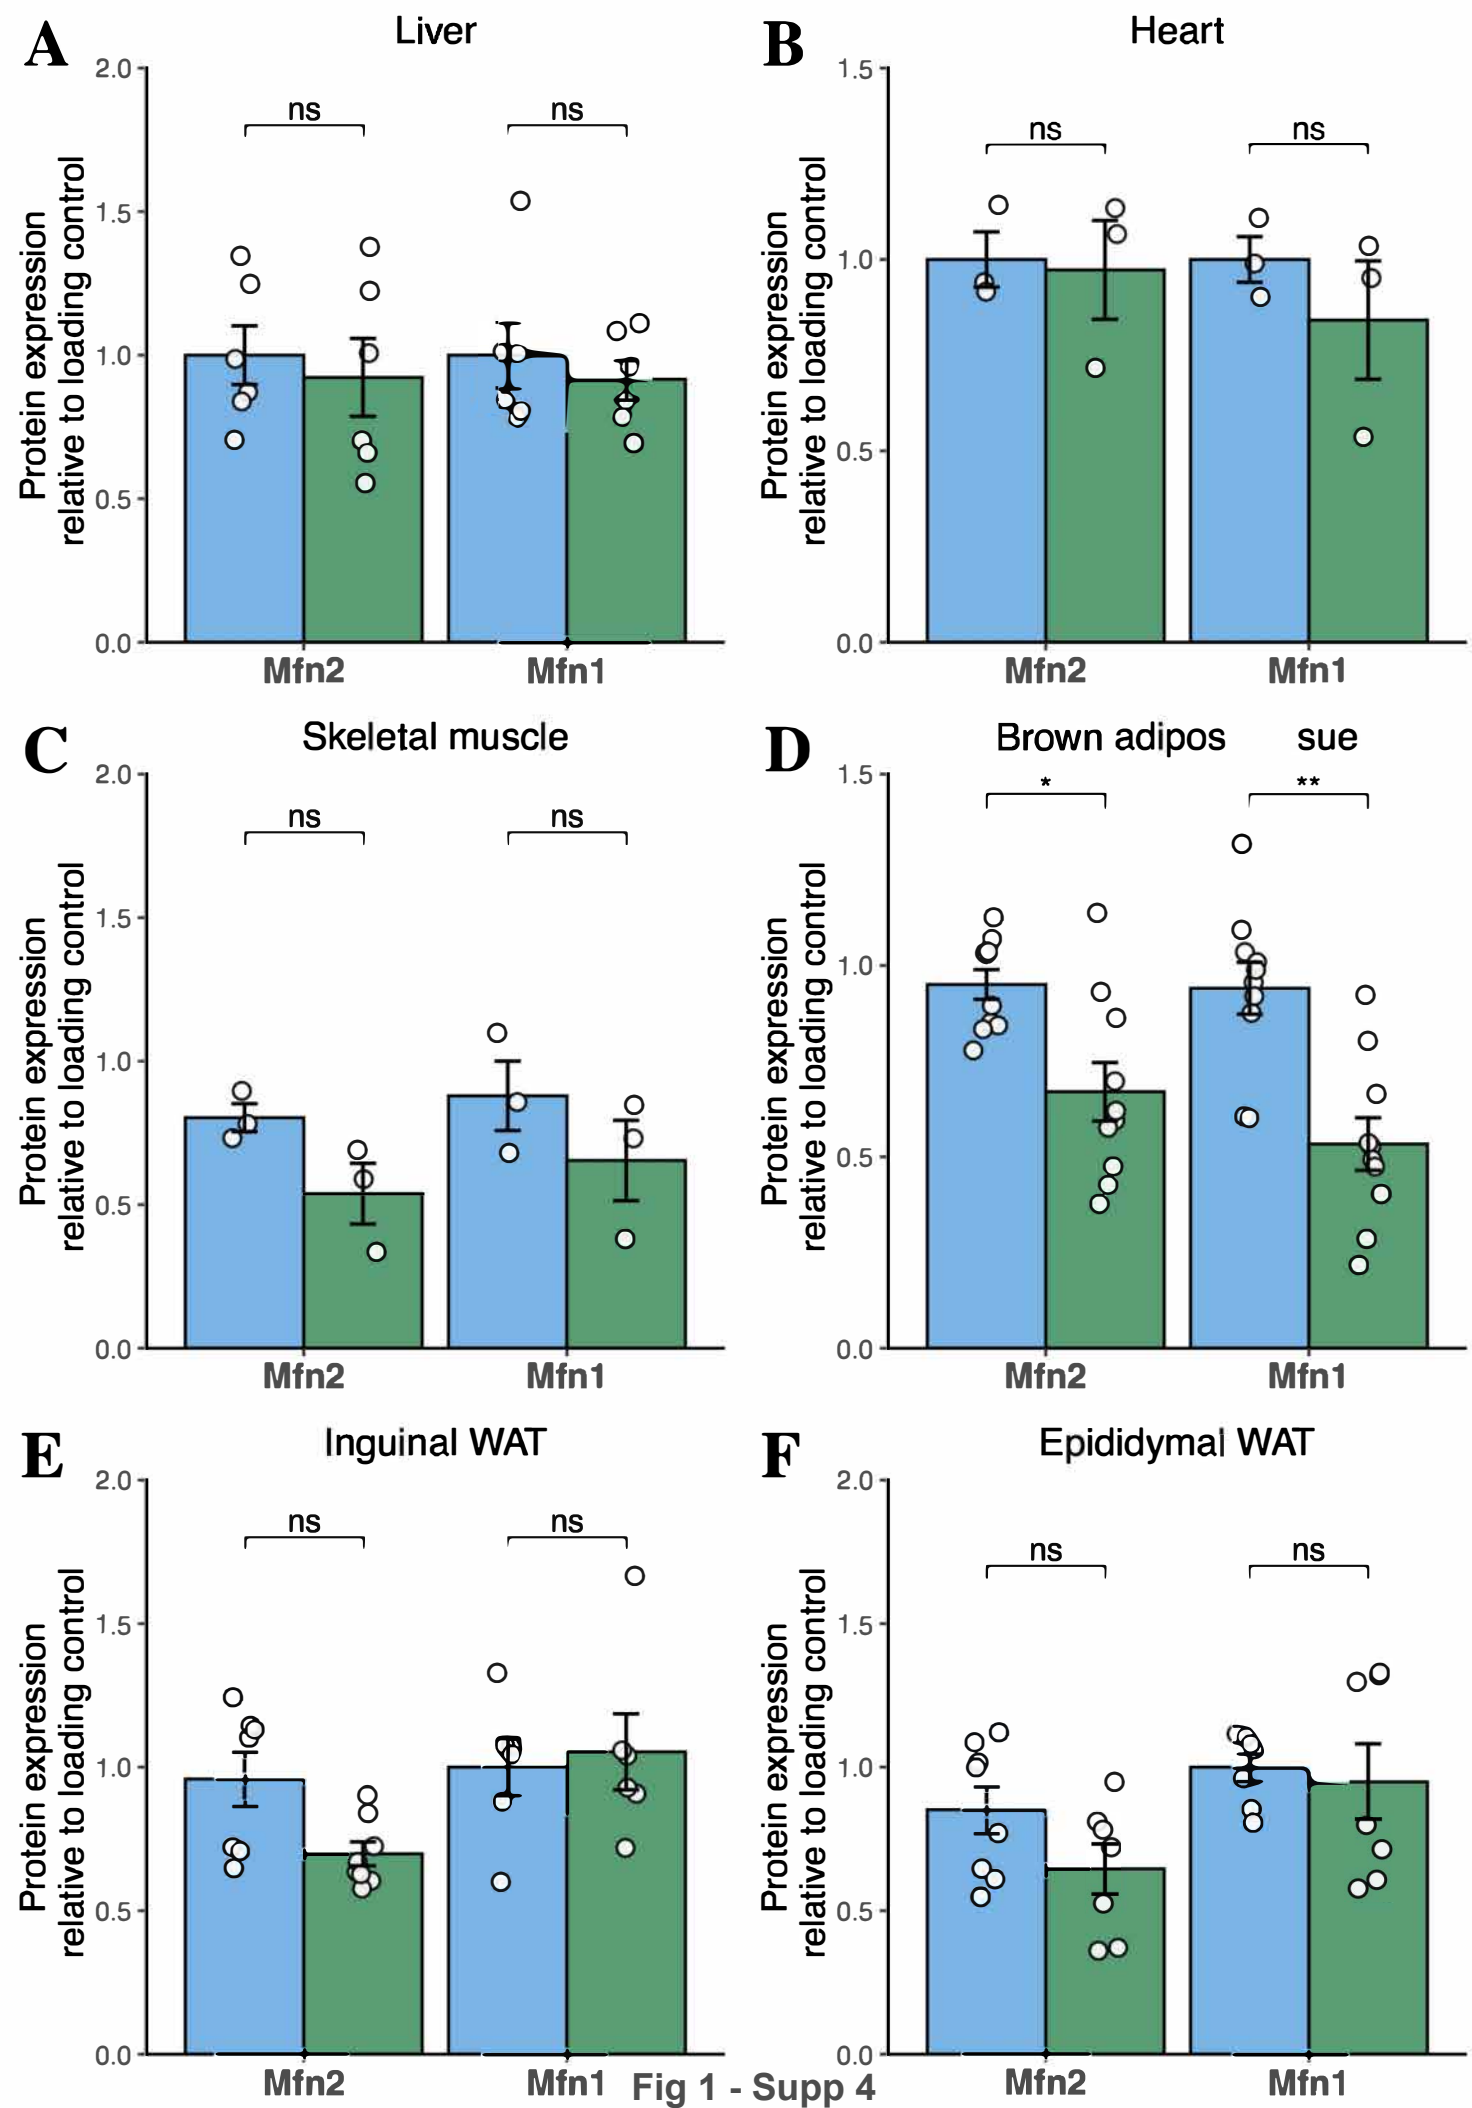 A
Liver
Protein expression
relative to loading control
2.0
1.5
1.0
0.5
0.0
ns
ns
Mfn2
Mfn1
B
Heart
Protein expression
relative to loading control
1.5
1.0
0.5
0.0
ns
ns
Mfn2
Mfn1
C
Skeletal muscle
Protein expression
relative to loading control
2.0
1.5
1.0
0.5
0.0
ns
ns
Mfn2
Mfn1
D
Brown adipos sue
Protein expression
relative to loading control
1.5
1.0
0.5
0.0
*
**
Mfn2
Mfn1
E
Inguinal WAT
Protein expression
relative to loading control
2.0
1.5
1.0
0.5
0.0
ns
ns
Mfn2
Mfn1
F
Epididymal WAT
Protein expression
relative to loading control
2.0
1.5
1.0
0.5
0.0
ns
ns
Mfn2
Mfn1
Fig 1 - Supp 4